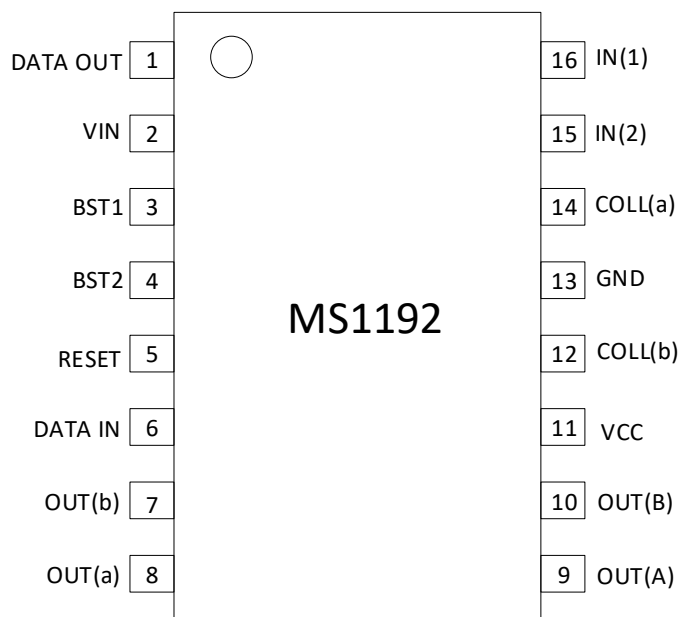 DATA OUT 1 16 IN(1)
VIN 2 15 IN(2)
BST1 3 14 COLL(a)
BST2 4 13 GND
MS1192
RESET 5 12 COLL(b)
DATA IN 6 11 VCC
OUT(b) 7 10 OUT(B)
OUT(a) 8 9 OUT(A)